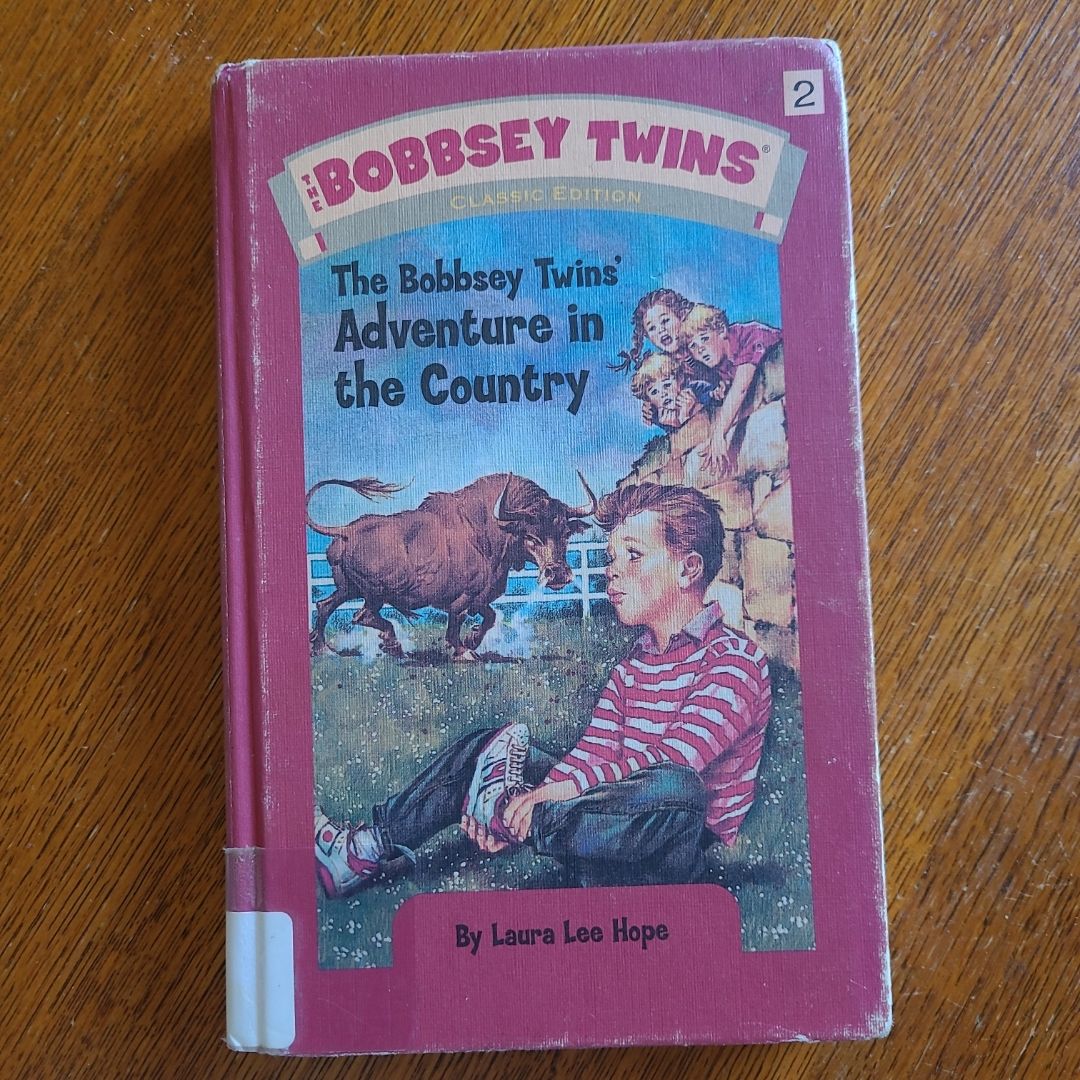 2
THE BOBBSEY TWINS®
CLASSIC EDITION
The Bobbsey Twins'
Adventure in
the Country
By Laura Lee Hope